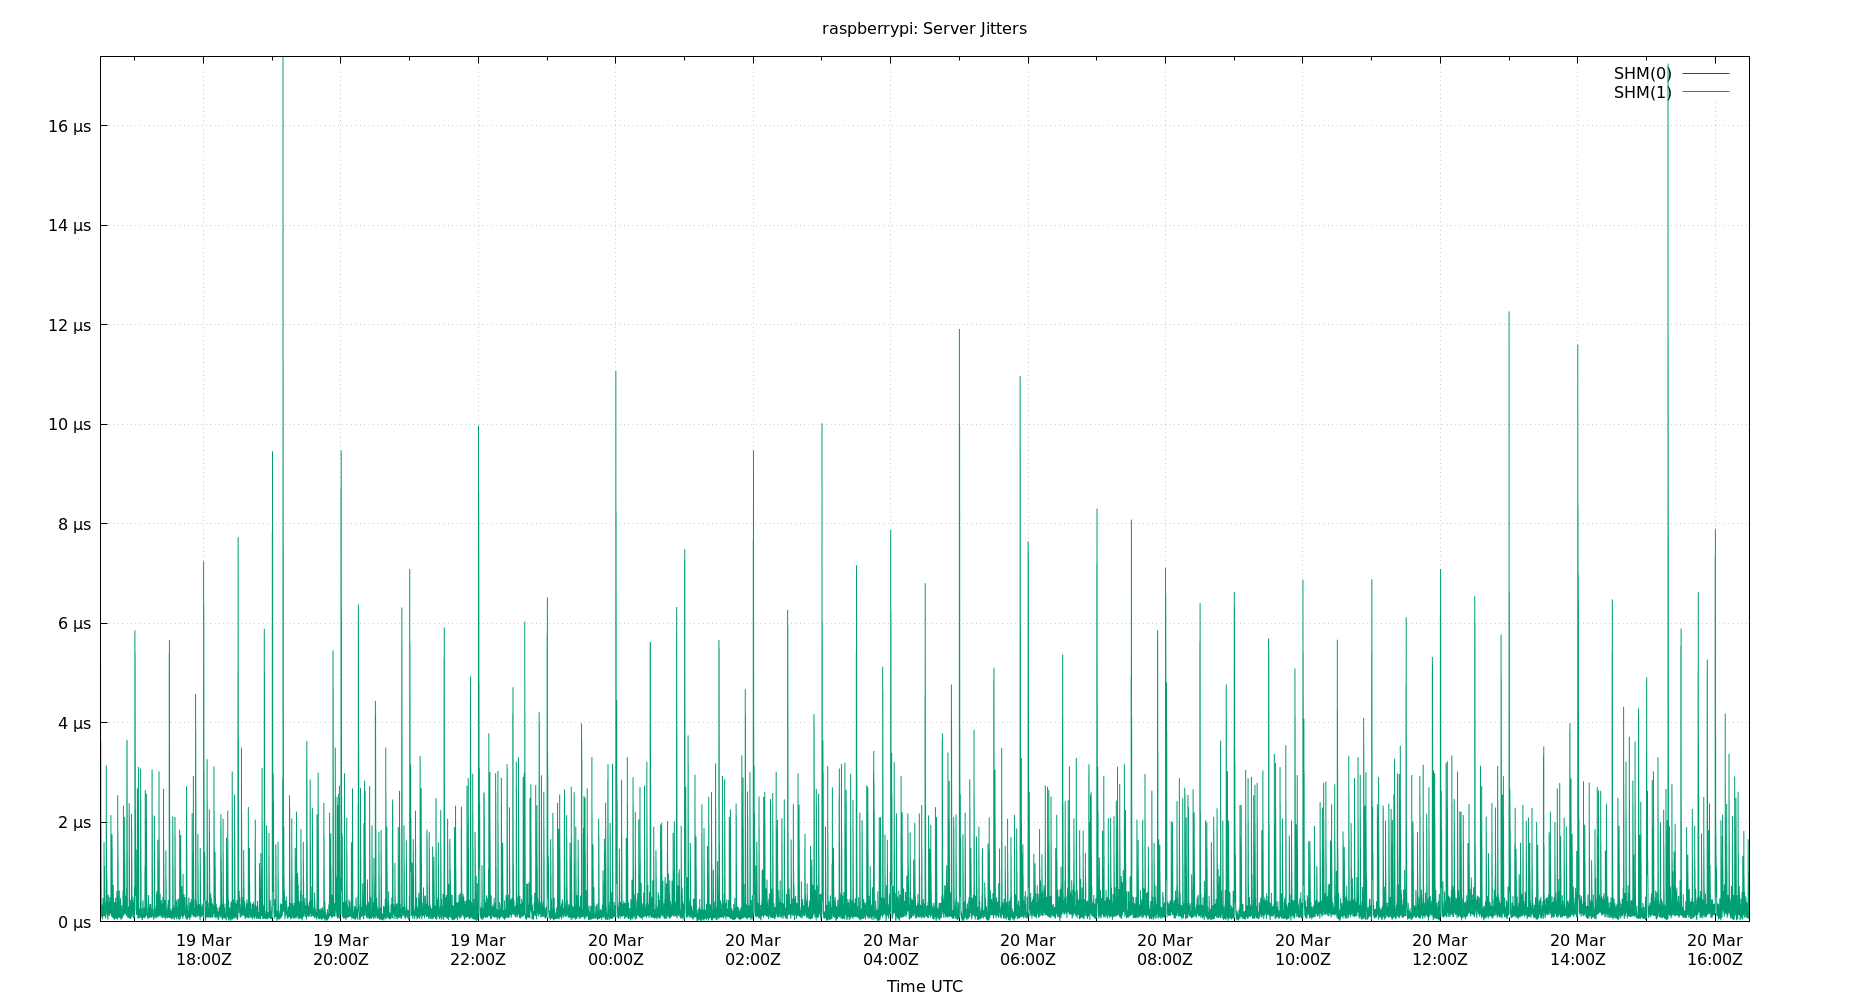 raspberrypi: Server Jitters
SHM(0)
SHM(1)
16 µs
14 µs
12 µs
10 µs
8 µs
6 µs
4 µs
2 µs
0 µs
19 Mar 19 Mar 19 Mar 20 Mar 20 Mar 20 Mar 20 Mar 20 Mar 20 Mar 20 Mar 20 Mar 20 Mar
18:00Z 20:00Z 22:00Z 00:00Z 02:00Z 04:00Z 06:00Z 08:00Z 10:00Z 12:00Z 14:00Z 16:00Z
Time UTC